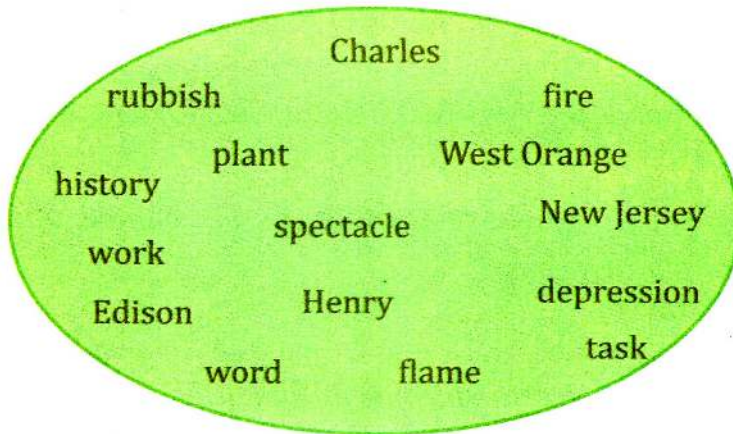 Charles
rubbish fire
plant West Orange
history
New Jersey
spectacle
work
depression
Edison Henry
task
word flame